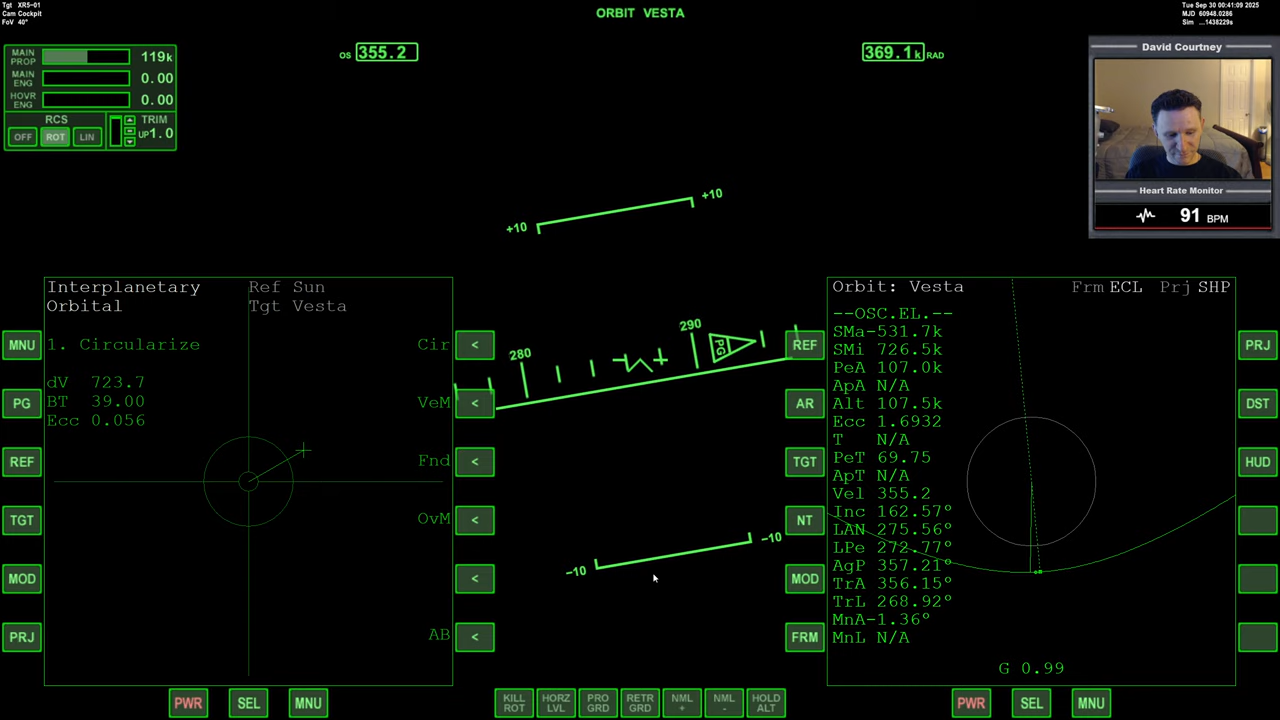 Tgt XR5-01
Cam Cockpit
FoV 40°
ORBIT VESTA
Tue Sep 30 00:41:09 2025
MJD 60948.0286
Sim ...1438229s
MAIN PROP 119k
MAIN ENG 0.00
HOVR ENG 0.00
RCS TRIM
OFF ROT LIN UP1.0
OS 355.2
369.1k RAD
David Courtney
Heart Rate Monitor
91 BPM
+10 +10
280 290 PG
-10 -10
Interplanetary Ref Sun
Orbital Tgt Vesta
1. Circularize Cir
dV 723.7
BT 39.00 VeM
Ecc 0.056
Fnd
OvM
AB
MNU <
PG <
REF <
TGT <
MOD <
PRJ <
PWR SEL MNU
Orbit: Vesta Frm ECL Prj SHP
--OSC.EL.--
SMa-531.7k
SMi 726.5k
PeA 107.0k
ApA N/A
Alt 107.5k
Ecc 1.6932
T N/A
PeT 69.75
ApT N/A
Vel 355.2
Inc 162.57°
LAN 275.56°
LPe 272.77°
AgP 357.21°
TrA 356.15°
TrL 268.92°
MnA-1.36°
MnL N/A
G 0.99
REF PRJ
AR DST
TGT HUD
NT
MOD
FRM
KILL ROT
HORZ LVL
PRO GRD
RETR GRD
NML +
NML -
HOLD ALT
PWR SEL MNU